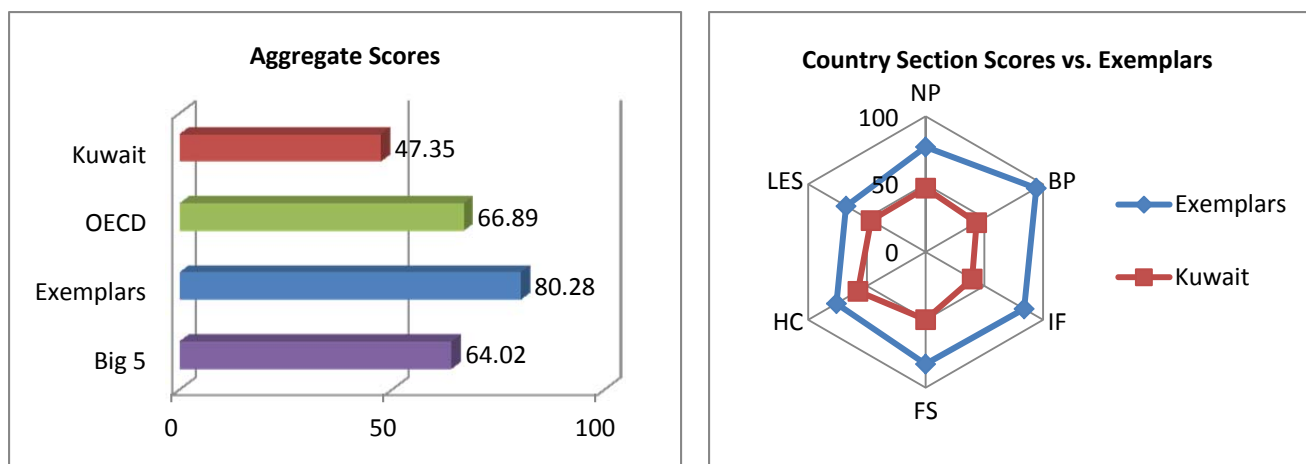 Aggregate Scores
Kuwait
47.35
OECD
66.89
Exemplars
80.28
Big 5
64.02
0 50 100
Country Section Scores vs. Exemplars
NP
100
LES
50
BP
0
HC
IF
FS
Exemplars
Kuwait